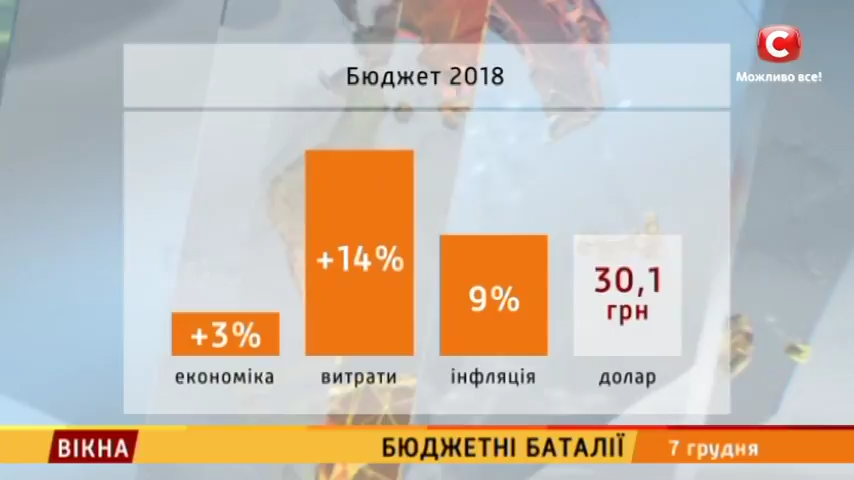 Бюджет 2018
С
Можливо все!
+3%
+14%
9%
30,1
грн
економіка
витрати
інфляція
долар
ВІКНА
БЮДЖЕТНІ БАТАЛІЇ
7 грудня